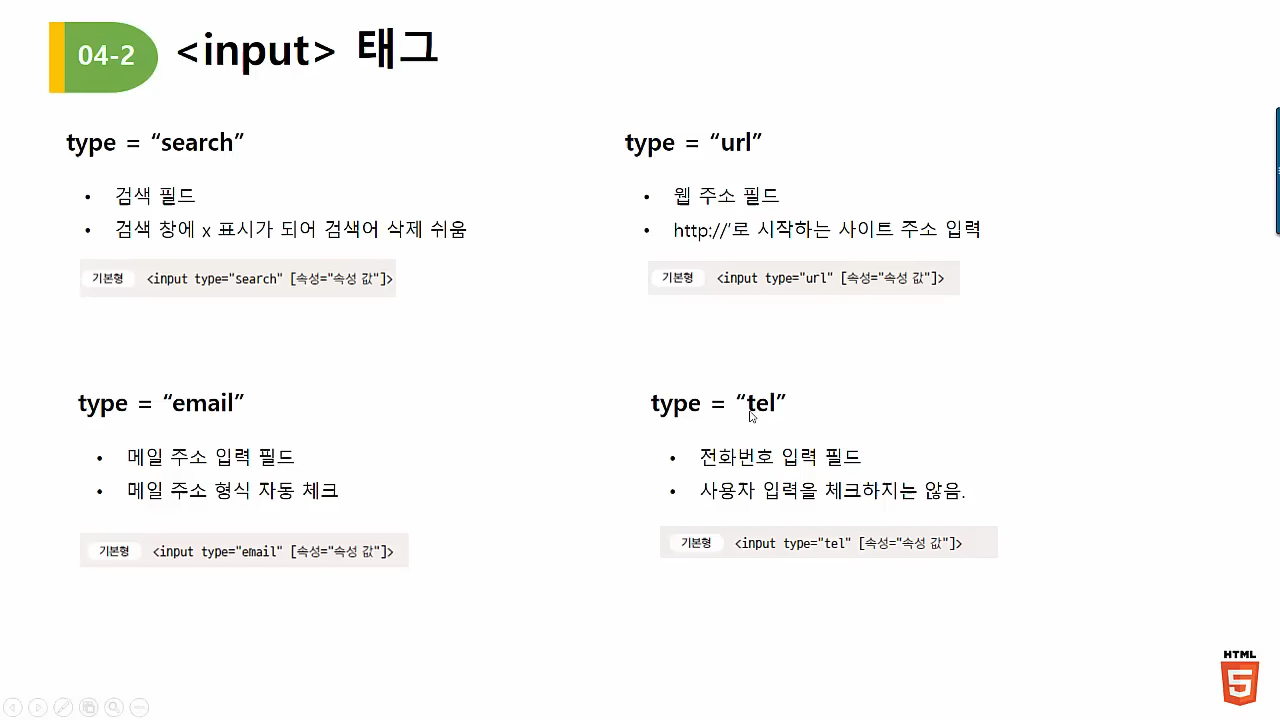 04-2 <input> 태그
type = “search”
• 검색 필드
• 검색 창에 x 표시가 되어 검색어 삭제 쉬움
기본형 <input type="search" [속성="속성 값"]>
type = “url”
• 웹 주소 필드
• http://’로 시작하는 사이트 주소 입력
기본형 <input type="url" [속성="속성 값"]>
type = “email”
• 메일 주소 입력 필드
• 메일 주소 형식 자동 체크
기본형 <input type="email" [속성="속성 값"]>
type = “tel”
• 전화번호 입력 필드
• 사용자 입력을 체크하지는 않음.
기본형 <input type="tel" [속성="속성 값"]>
HTML
5